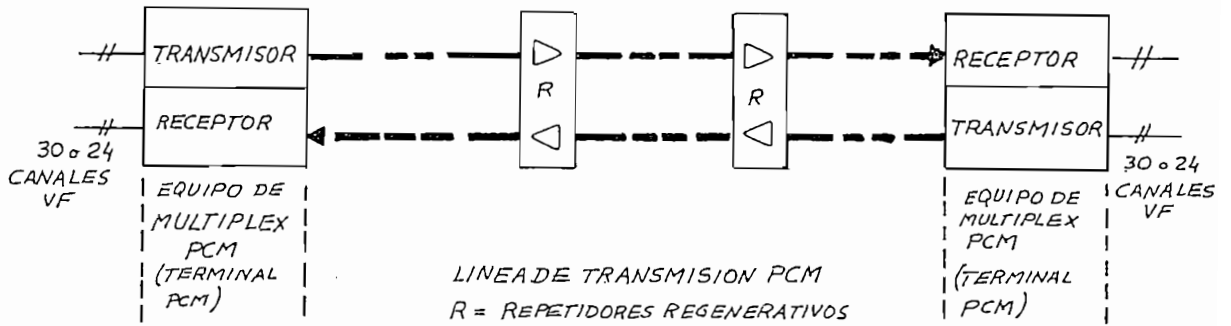 TRANSMISOR
RECEPTOR
30 o 24
CANALES
VF
EQUIPO DE
MULTIPLEX
PCM
(TERMINAL
PCM)
R
R
RECEPTOR
TRANSMISOR
30 o 24
CANALES
VF
EQUIPO DE
MULTIPLEX
PCM
(TERMINAL
PCM)
LINEA DE TRANSMISION PCM
R = REPETIDORES REGENERATIVOS